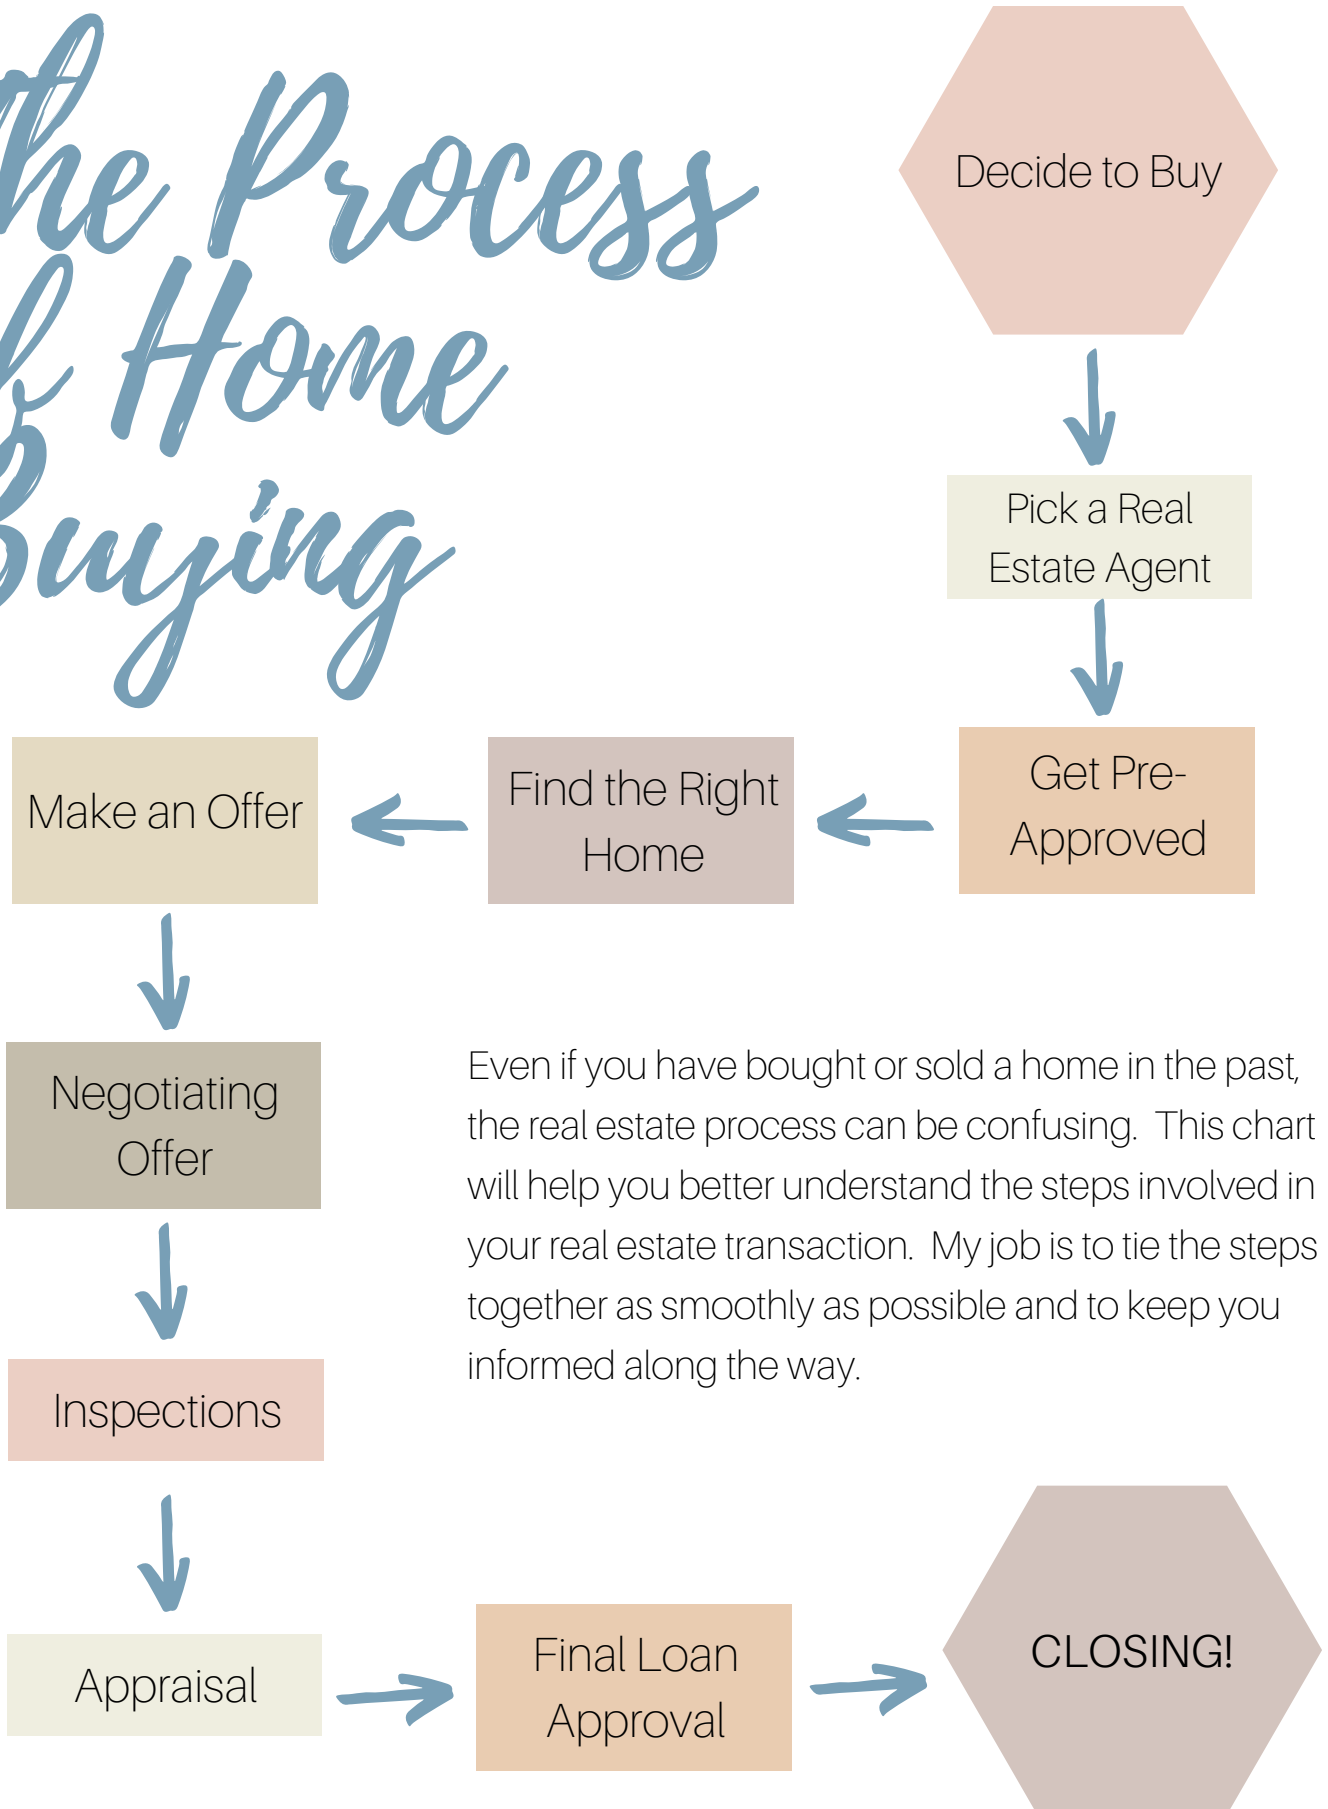 the Process
of Home
Buying
Decide to Buy
Pick a Real
Estate Agent
Get Pre-
Approved
Find the Right
Home
Make an Offer
Negotiating
Offer
Even if you have bought or sold a home in the past,
the real estate process can be confusing.  This chart
will help you better understand the steps involved in
your real estate transaction.  My job is to tie the steps
together as smoothly as possible and to keep you
informed along the way.
Inspections
Appraisal
Final Loan
Approval
CLOSING!